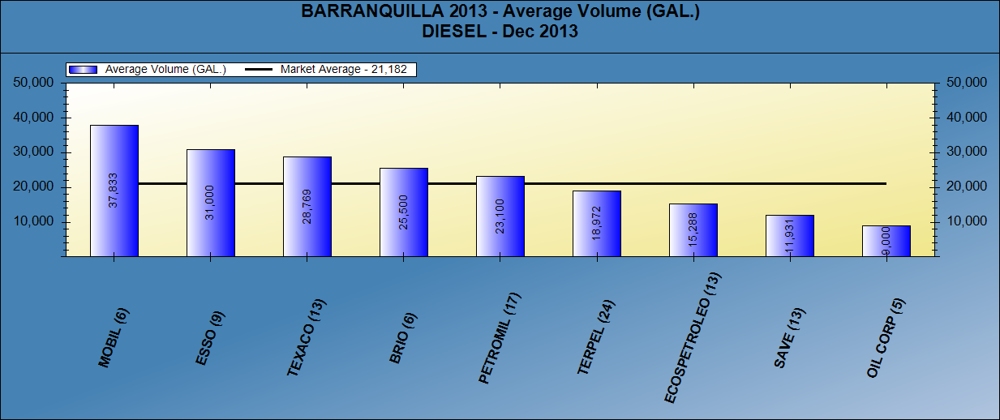 BARRANQUILLA 2013 - Average Volume (GAL.)
DIESEL - Dec 2013
Average Volume (GAL.) Market Average - 21,182
50,000 50,000
40,000 40,000
30,000 30,000
20,000 20,000
10,000 10,000
37,833
31,000
28,769
25,500
23,100
18,972
15,288
11,931
9,000
MOBIL (6)
ESSO (9)
TEXACO (13)
BRIO (6)
PETROMIL (17)
TERPEL (24)
ECOSPETROLEO (13)
SAVE (13)
OIL CORP (5)